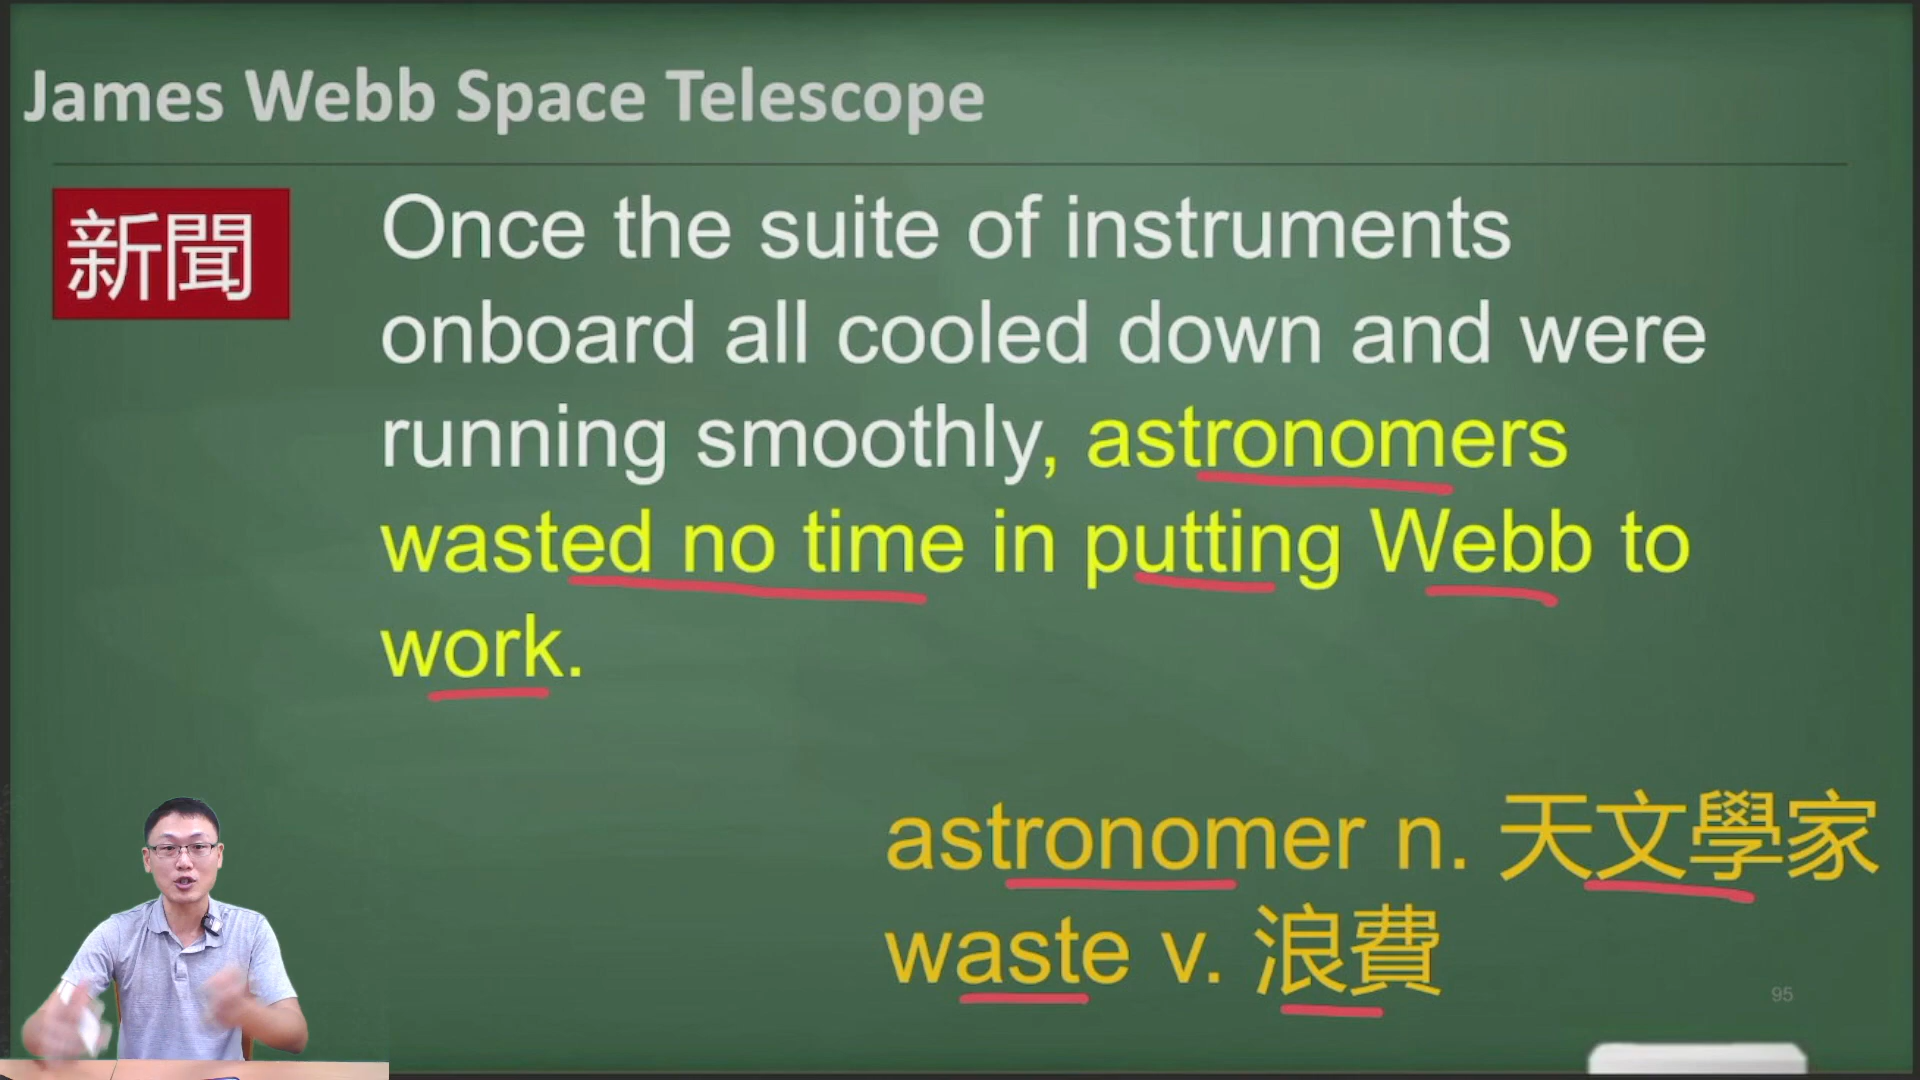 James Webb Space Telescope
新聞
Once the suite of instruments
onboard all cooled down and were
running smoothly, astronomers
wasted no time in putting Webb to
work.
astronomer n. 天文學家
waste v. 浪費
95